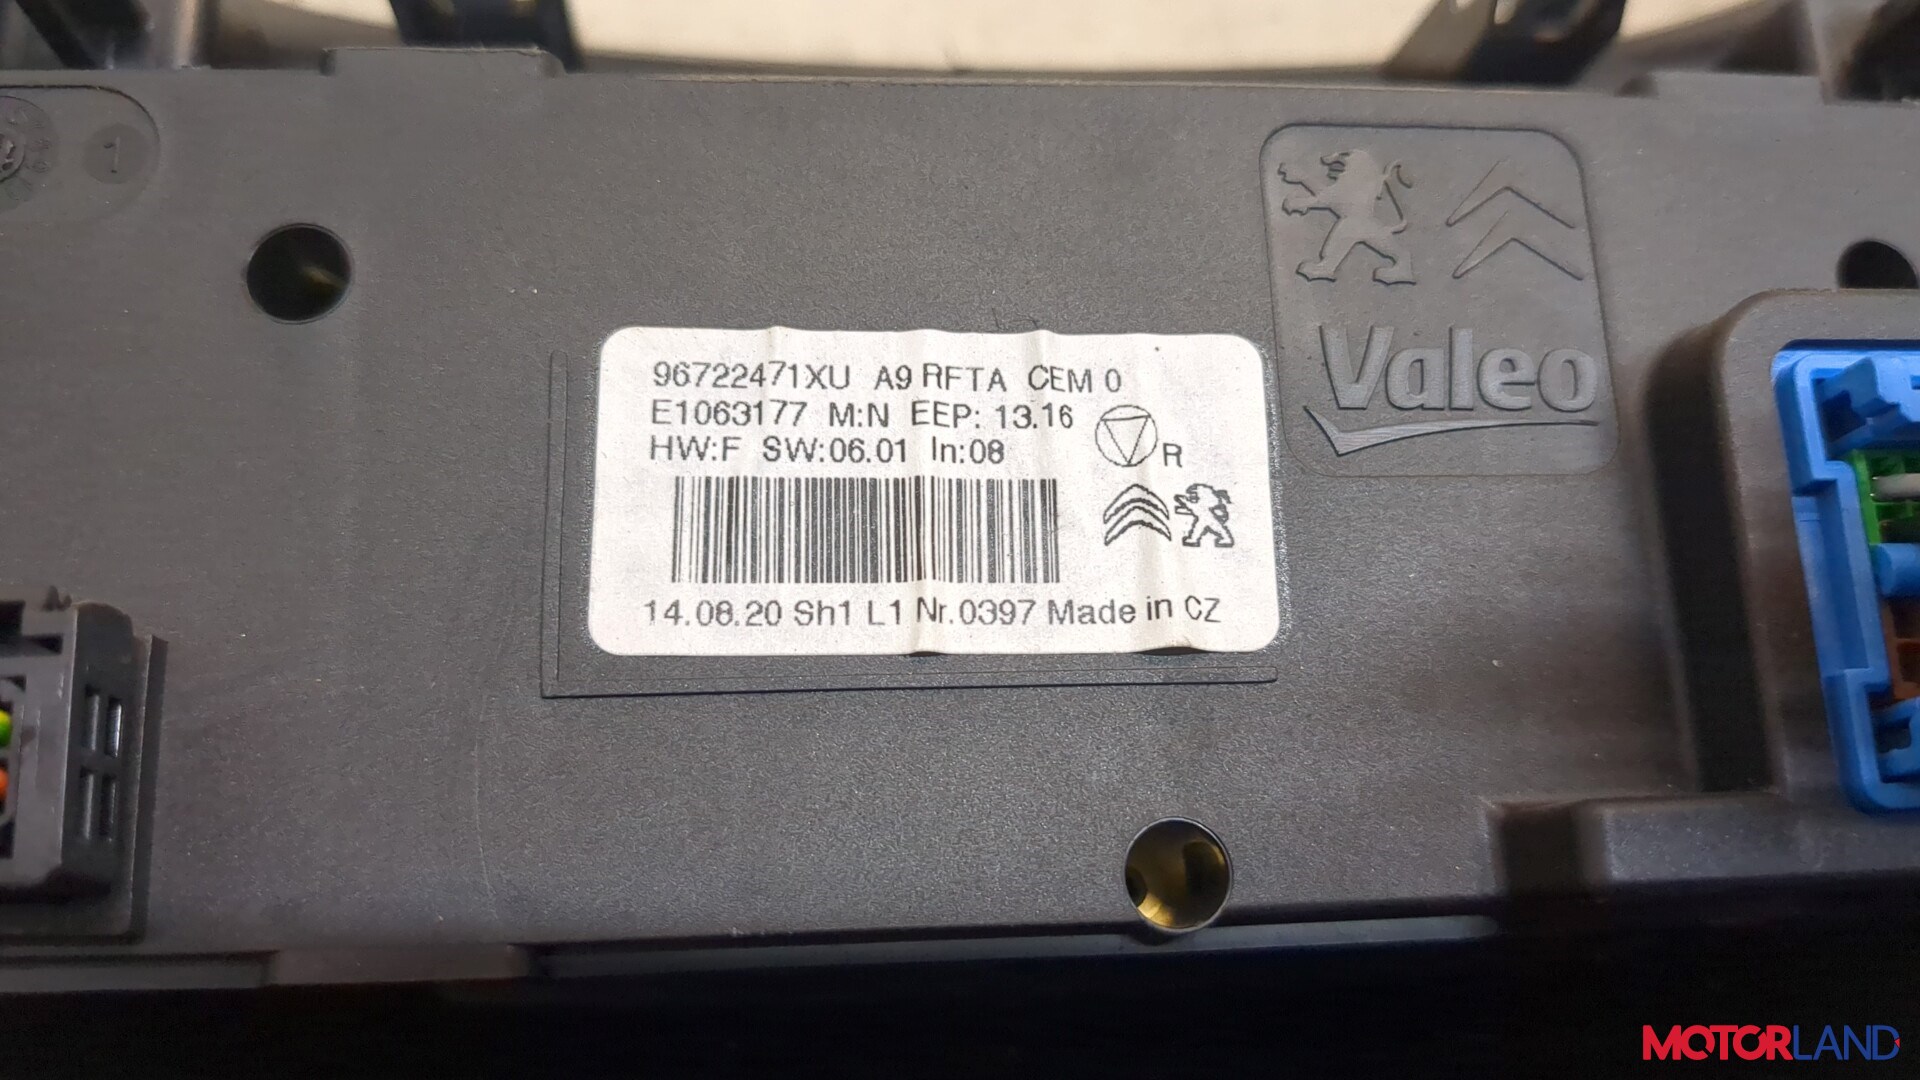 1
Valeo
96722471XU A9 RFTA CEM 0
E1063177 M:N EEP: 13.16
HW:F SW:06.01 In:08
R
14.08.20 Sh1 L1 Nr.0397 Made in CZ
MOTORLAND